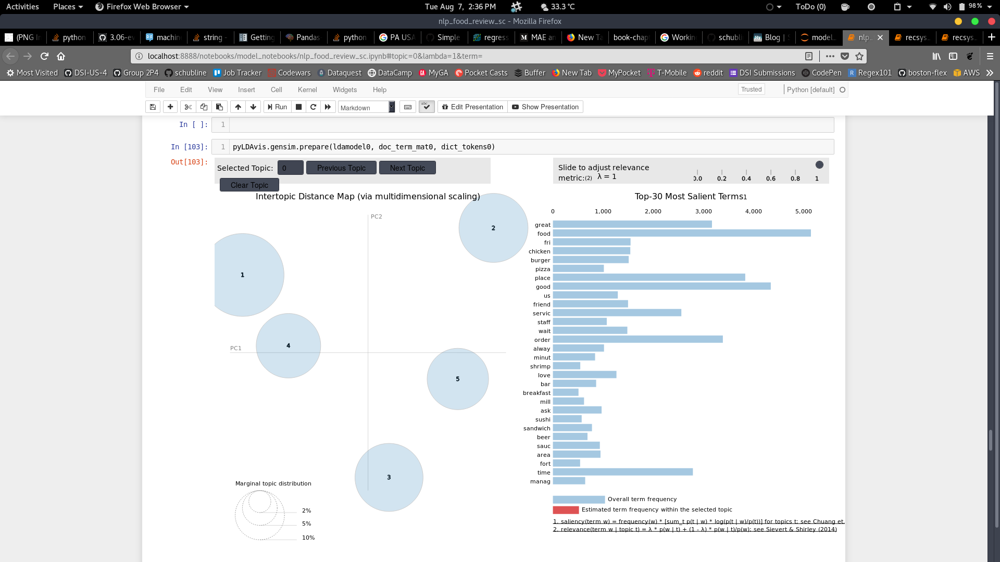 Activities Places Firefox Web Browser Tue Aug 7, 2:36 PM 33.3 °C ToDo (0) 98 %
nlp_food_review_sc - Mozilla Firefox
(PNG I python 3.06-e machin string - Getting Pandas python PA USA Simple regress MAE an New Ta book-chap Workin schubli Blog | model_ nlp_ recsys_ recsys_
localhost:8888/notebooks/model_notebooks/nlp_food_review_sc.ipynb#topic=0&lambda=1&term=
Most Visited DSI-US-4 Group 2P4 schubline Job Tracker Codewars Dataquest DataCamp MyGA Pocket Casts Buffer New Tab MyPocket T-Mobile reddit DSI Submissions CodePen Regex101 boston-flex AWS
File Edit View Insert Cell Kernel Widgets Help Trusted Python [default]
Run Markdown abc Edit Presentation Show Presentation
In [ ]: 1
In [103]: 1 pyLDAvis.gensim.prepare(ldamodel0, doc_term_mat0, dict_tokens0)
Out[103]:
Selected Topic: 0 Previous Topic Next Topic
Clear Topic
Slide to adjust relevance
metric:(2) λ = 1
0.0 0.2 0.4 0.6 0.8 1
Intertopic Distance Map (via multidimensional scaling)
PC2
2
1
4
PC1
5
3
Marginal topic distribution
2%
5%
10%
Top-30 Most Salient Terms1
0 1,000 2,000 3,000 4,000 5,000
great
food
fri
chicken
burger
pizza
place
good
us
friend
servic
staff
wait
order
alway
minut
shrimp
love
bar
breakfast
mill
ask
sushi
sandwich
beer
sauc
area
fort
time
manag
Overall term frequency
Estimated term frequency within the selected topic
1. saliency(term w) = frequency(w) * [sum_t p(t | w) * log(p(t | w)/p(t))] for topics t; see Chuang et.
2. relevance(term w | topic t) = λ * p(w | t) + (1 - λ) * p(w | t)/p(w); see Sievert & Shirley (2014)